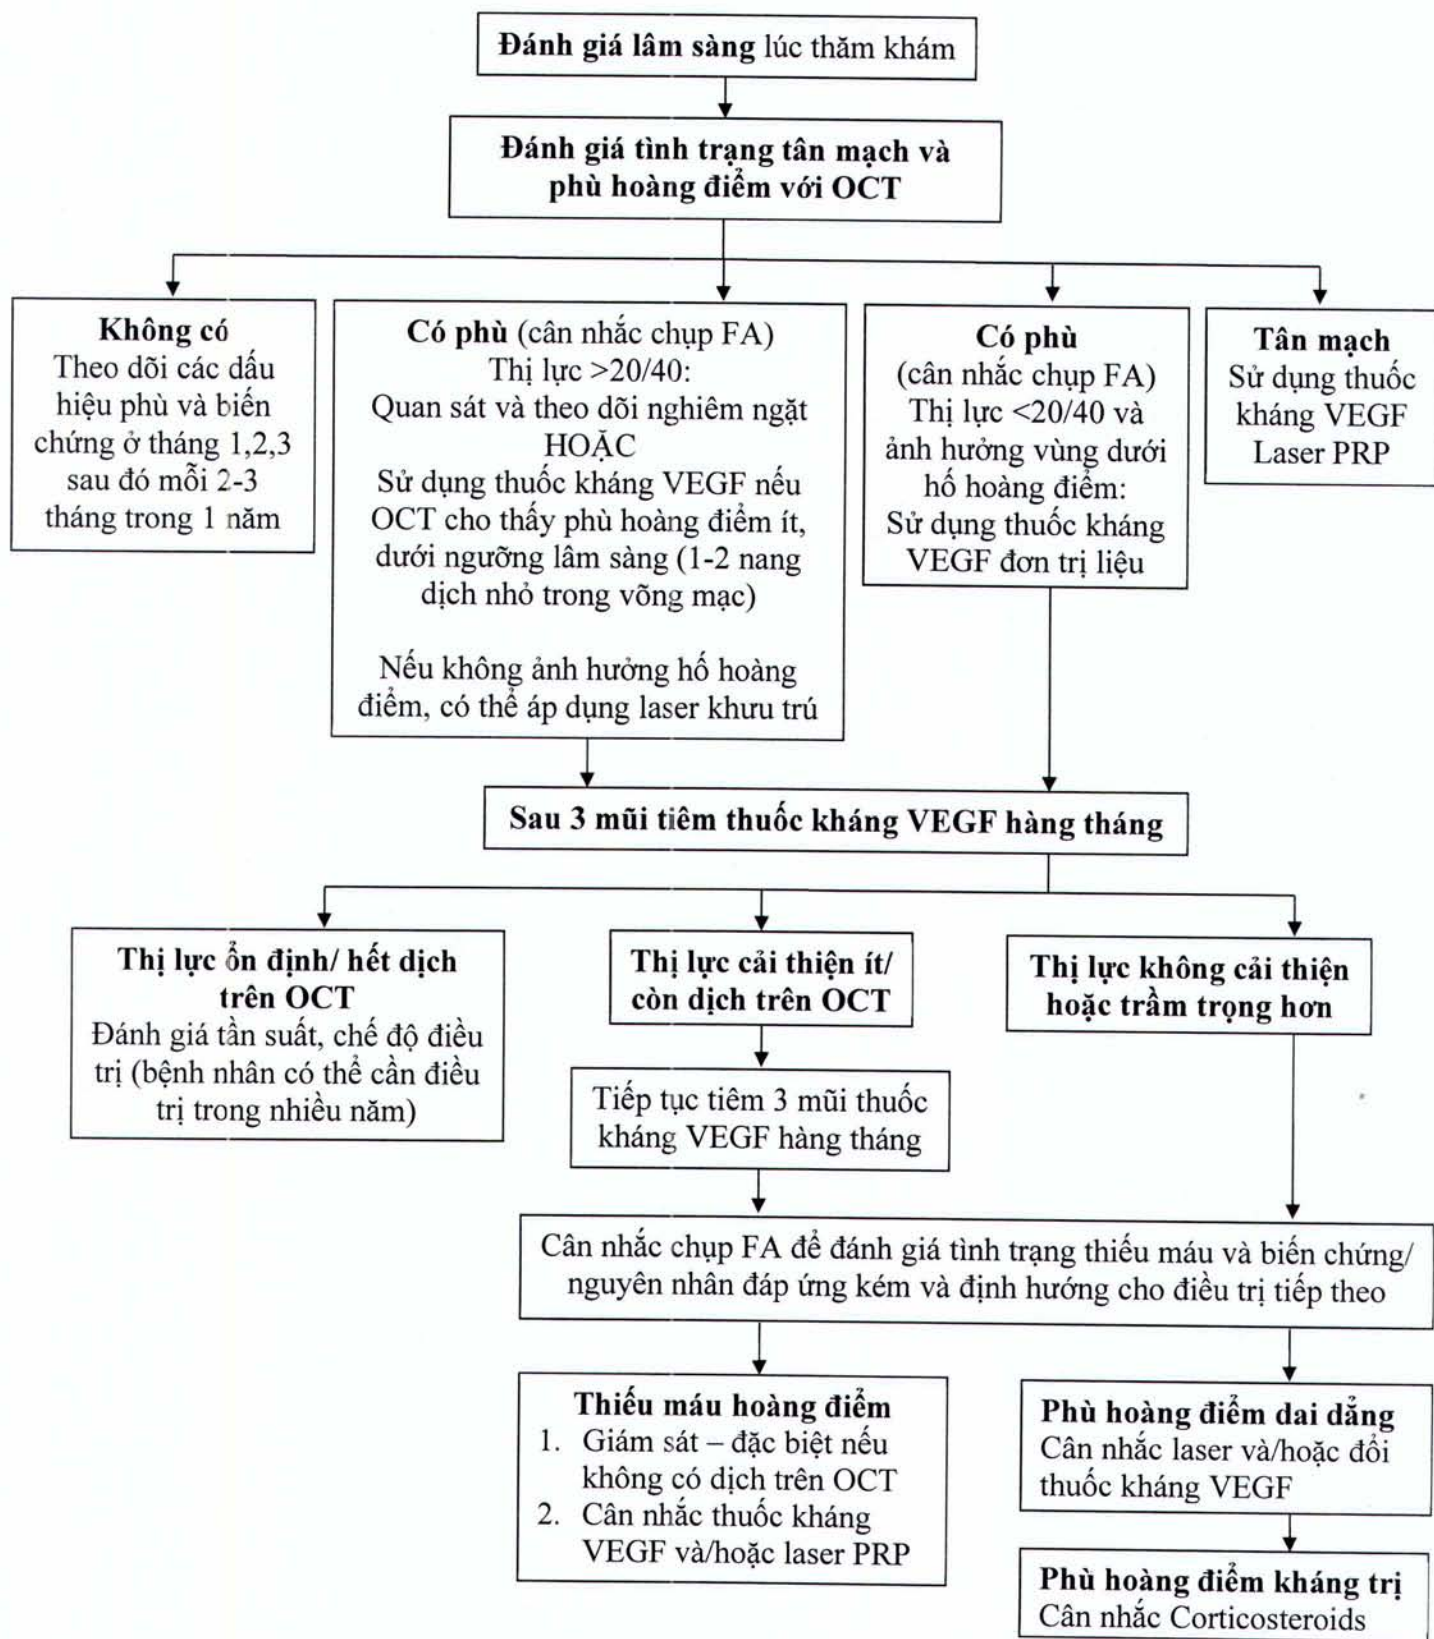 Đánh giá lâm sàng lúc thăm khám
Đánh giá tình trạng tân mạch và
phù hoàng điểm với OCT
Không có
Theo dõi các dấu
hiệu phù và biến
chứng ở tháng 1,2,3
sau đó mỗi 2-3
tháng trong 1 năm
Có phù (cân nhắc chụp FA)
Thị lực >20/40:
Quan sát và theo dõi nghiêm ngặt
HOẶC
Sử dụng thuốc kháng VEGF nếu
OCT cho thấy phù hoàng điểm ít,
dưới ngưỡng lâm sàng (1-2 nang
dịch nhỏ trong võng mạc)
Nếu không ảnh hưởng hố hoàng
điểm, có thể áp dụng laser khưu trú
Có phù
(cân nhắc chụp FA)
Thị lực <20/40 và
ảnh hưởng vùng dưới
hố hoàng điểm:
Sử dụng thuốc kháng
VEGF đơn trị liệu
Tân mạch
Sử dụng thuốc
kháng VEGF
Laser PRP
Sau 3 mũi tiêm thuốc kháng VEGF hàng tháng
Thị lực ổn định/ hết dịch
trên OCT
Đánh giá tần suất, chế độ điều
trị (bệnh nhân có thể cần điều
trị trong nhiều năm)
Thị lực cải thiện ít/
còn dịch trên OCT
Thị lực không cải thiện
hoặc trầm trọng hơn
Tiếp tục tiêm 3 mũi thuốc
kháng VEGF hàng tháng
Cân nhắc chụp FA để đánh giá tình trạng thiếu máu và biến chứng/
nguyên nhân đáp ứng kém và định hướng cho điều trị tiếp theo
Thiếu máu hoàng điểm
1. Giám sát – đặc biệt nếu
không có dịch trên OCT
2. Cân nhắc thuốc kháng
VEGF và/hoặc laser PRP
Phù hoàng điểm dai dẳng
Cân nhắc laser và/hoặc đổi
thuốc kháng VEGF
Phù hoàng điểm kháng trị
Cân nhắc Corticosteroids